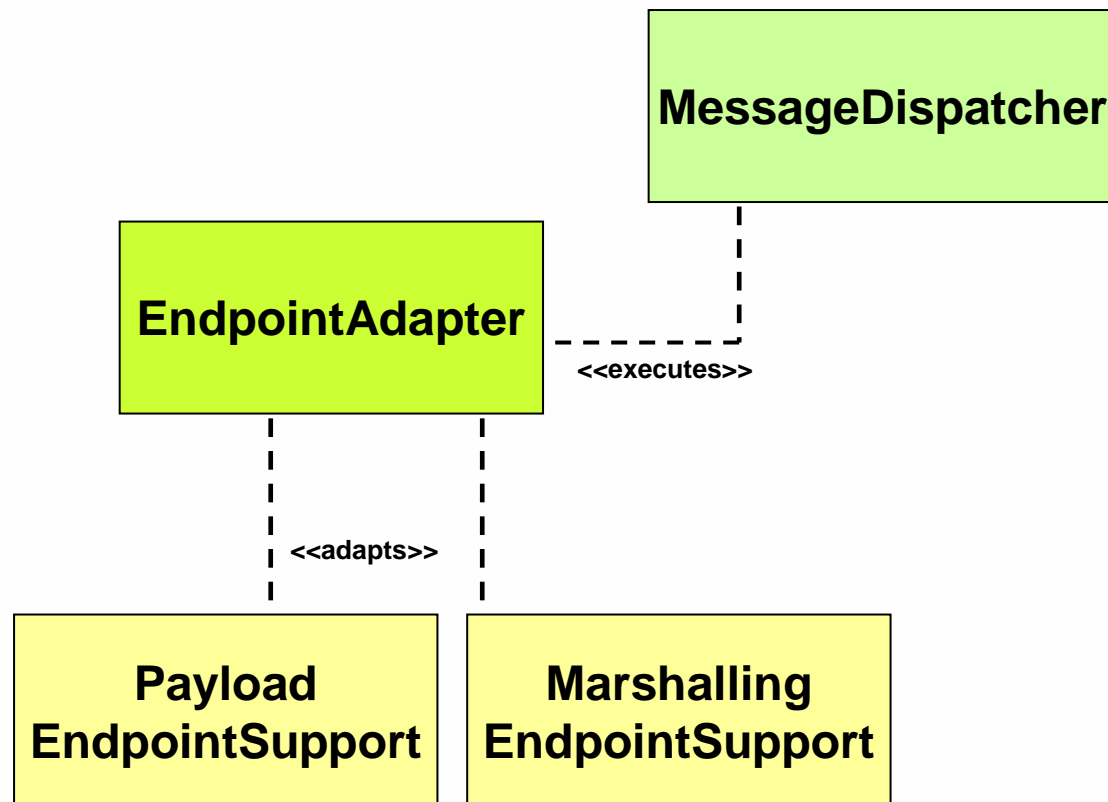 MessageDispatcher
EndpointAdapter
<<executes>>
<<adapts>>
Payload
EndpointSupport
Marshalling
EndpointSupport